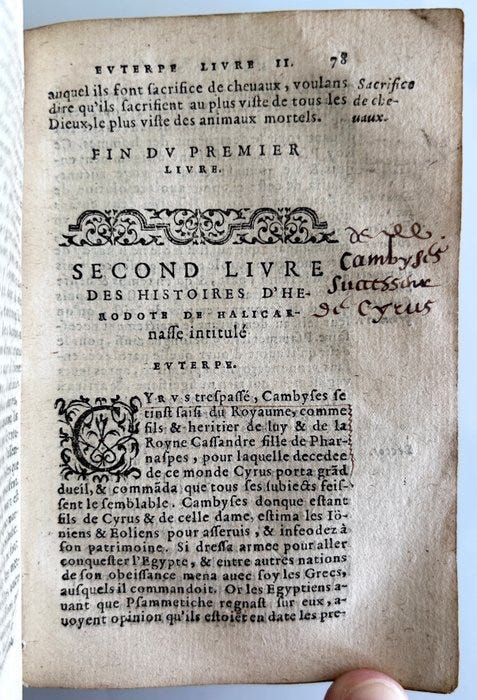 EVTERPE LIVRE II. 78
auquel ils font sacrifice de cheuaux, voulans
dire qu'ils sacrifient au plus viste de tous les
Dieux, le plus viste des animaux mortels.
Sacrifice
de che-
uaux.
FIN DV PREMIER
LIVRE.
SECOND LIVRE
DES HISTOIRES D'HE-
RODOTE DE HALICAR-
nasse intitulé
EVTERPE.
Cambyses
Successeur
de Cyrus
CYRVS trespassé, Cambyses se
tint saisi du Royaume, comme
fils & heritier de luy & de la
Royne Cassandre fille de Phar-
naspes, pour laquelle decedee
de ce monde Cyrus porta grãd
dueil, & commãda que tous ses subiects feis-
sent le semblable. Cambyses donque estant
fils de Cyrus & de celle dame, estima les Iõ-
niens & Eoliens pour asseruis, & infeodez à
son patrimoine. Si dressa armee pour aller
conquester l'Egypte, & entre autres nations
de son obeissance mena auec soy les Grecs,
ausquels il commandoit. Or les Egyptiens a-
uant que Psammetiche regnast sur eux, a-
uoyent opinion qu'ils estoiẽt en date les pre-